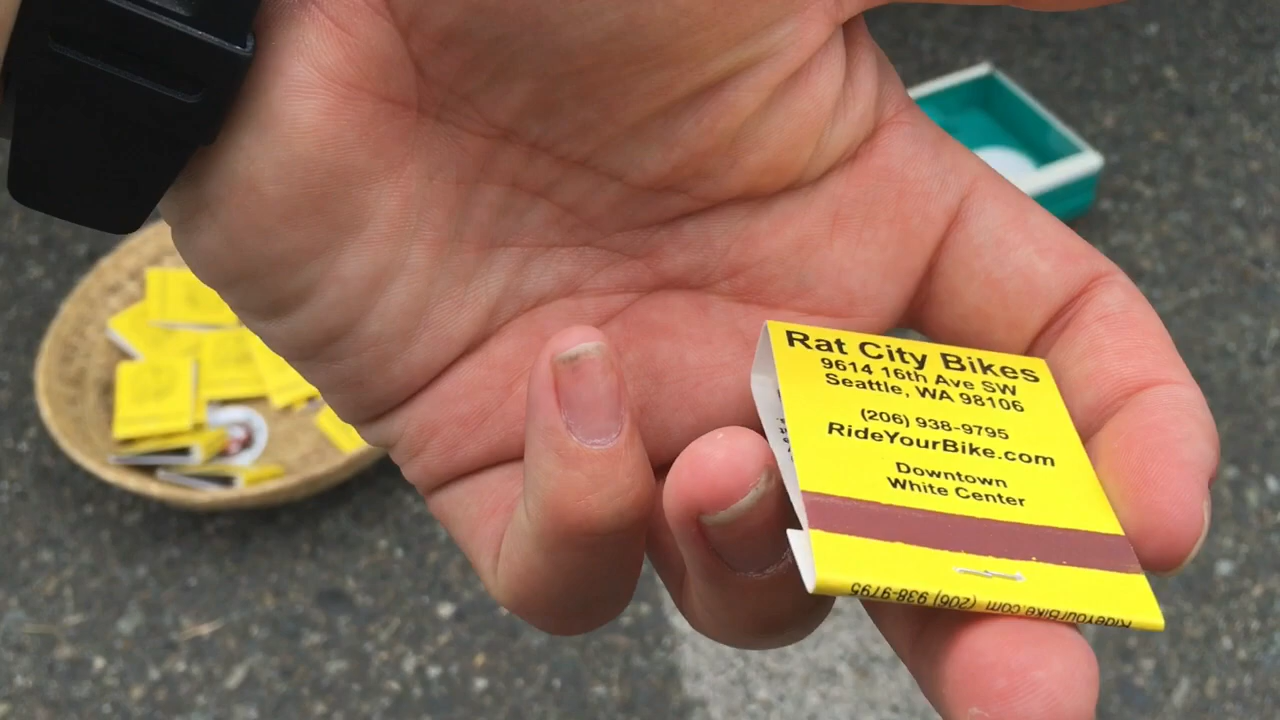 Rat City Bikes
9614 16th Ave SW
Seattle, WA 98106
(206) 938-9795
RideYourBike.com
Downtown
White Center
RideYourBike.com (206) 938-9795